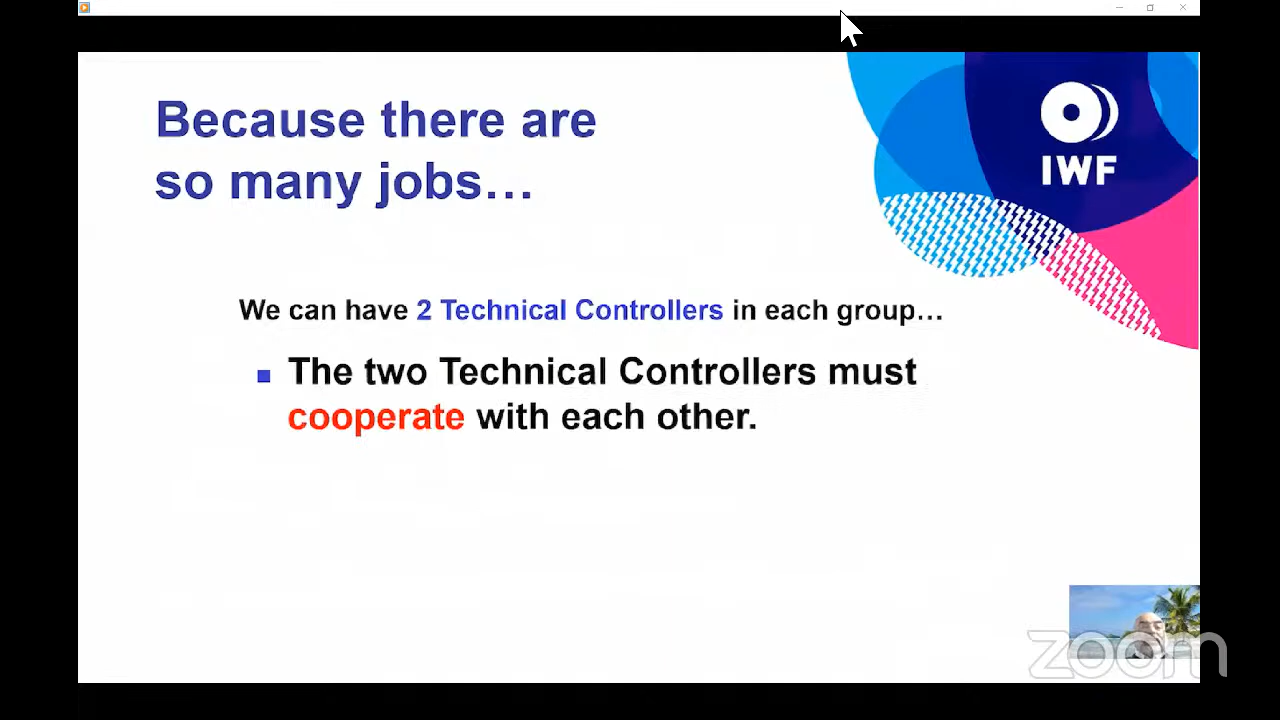 Because there are
so many jobs…
IWF
We can have 2 Technical Controllers in each group…
The two Technical Controllers must
cooperate with each other.
zoom